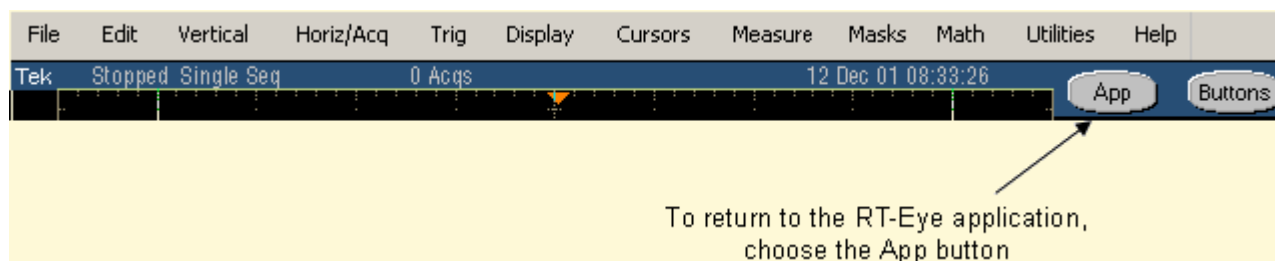 File Edit Vertical Horiz/Acq Trig Display Cursors Measure Masks Math Utilities Help
Tek Stopped Single Seq 0 Acqs 12 Dec 01 08:33:26 App Buttons
To return to the RT-Eye application,
choose the App button